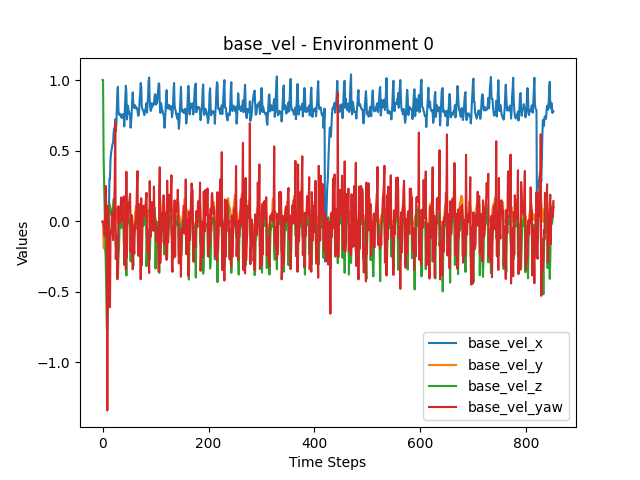 base_vel - Environment 0
Values
1.0
0.5
0.0
−0.5
−1.0
base_vel_x
base_vel_y
base_vel_z
base_vel_yaw
0 200 400 600 800
Time Steps